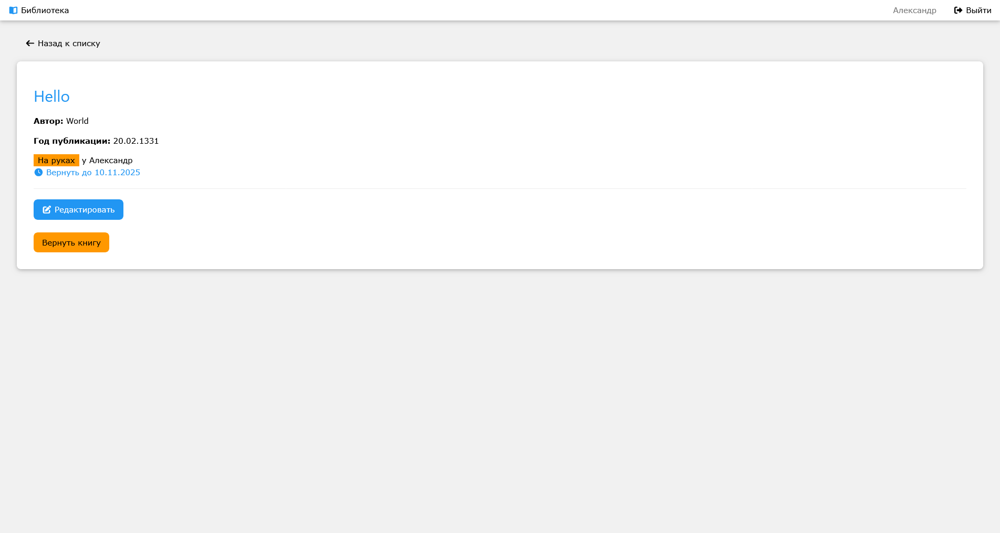 Библиотека
Александр
Выйти
Назад к списку
Hello
Автор: World
Год публикации: 20.02.1331
На руках у Александр
Вернуть до 10.11.2025
Редактировать
Вернуть книгу